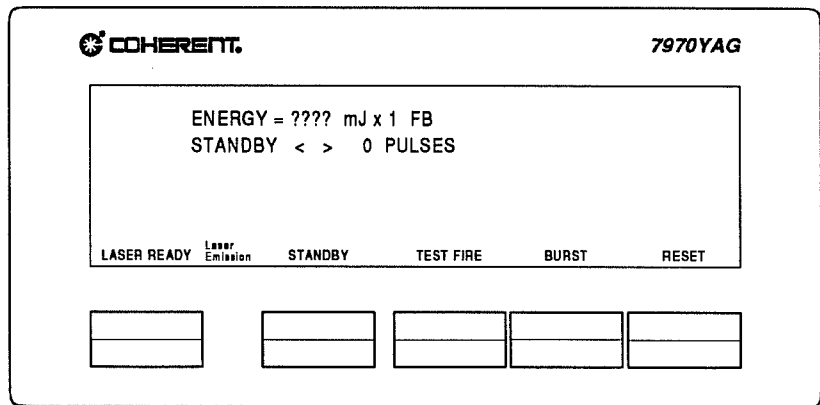 COHERENT. 7970YAG
ENERGY = ???? mJ x 1 FB
STANDBY < > 0 PULSES
LASER READY Laser Emission STANDBY TEST FIRE BURST RESET